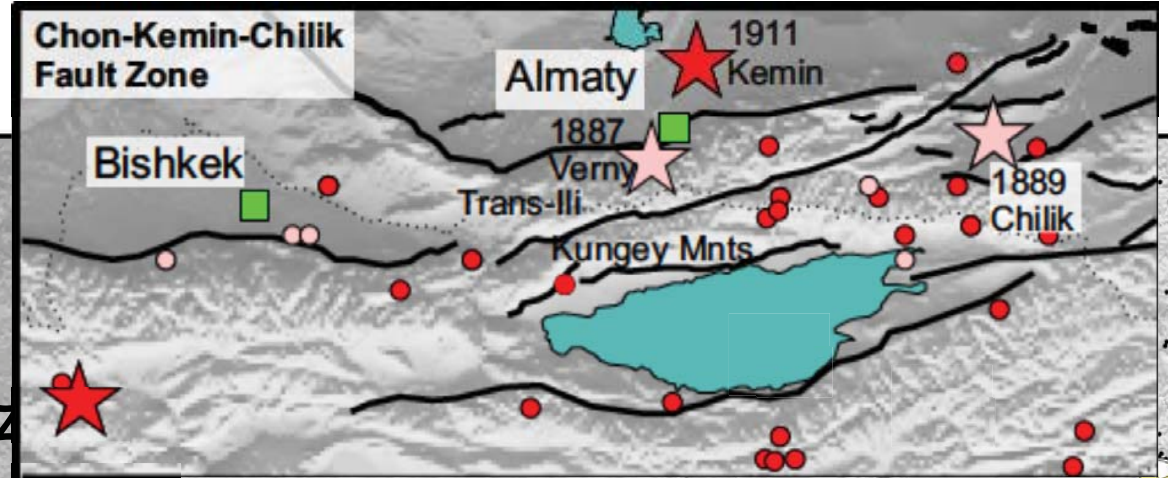 Chon-Kemin-Chilik
Fault Zone
1911
Kemin
Almaty
1887
Verny
Bishkek
Trans-Ili
1889
Chilik
Kungey Mnts